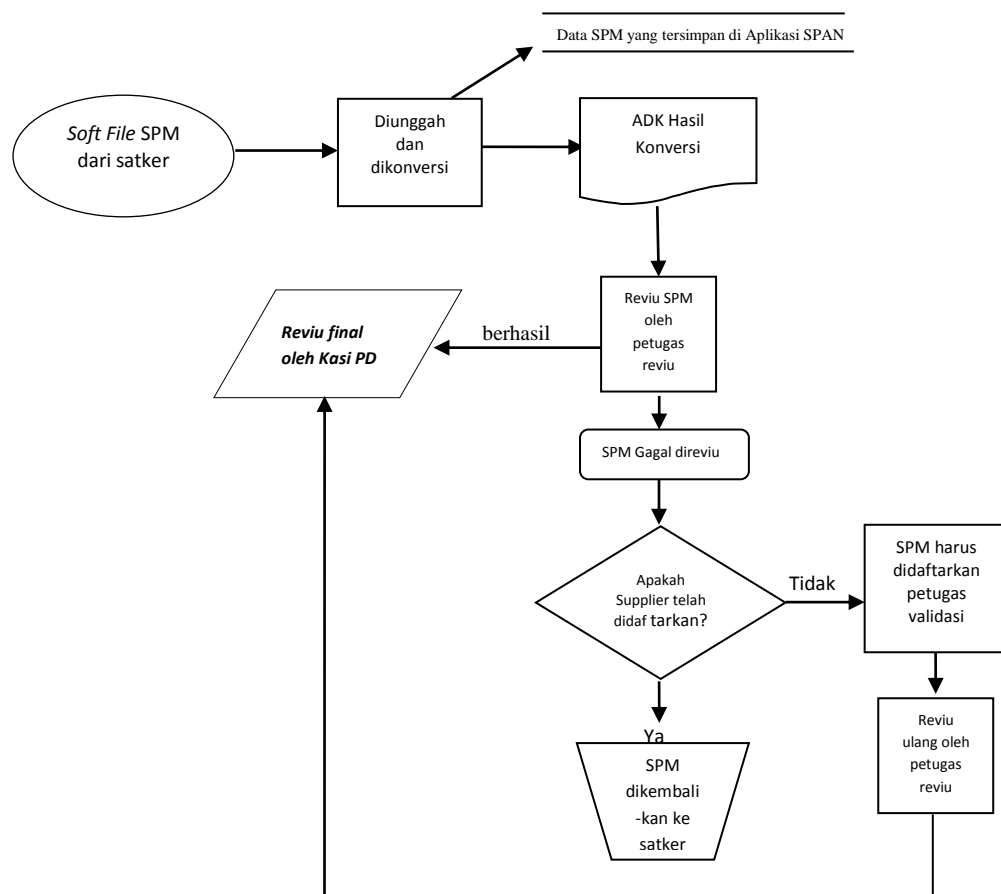 Data SPM yang tersimpan di Aplikasi SPAN
Soft File SPM
dari satker
Diunggah
dan
dikonversi
ADK Hasil
Konversi
Reviu SPM
oleh
petugas
reviu
berhasil
Reviu final
oleh Kasi PD
SPM Gagal direviu
Apakah
Supplier telah
didaf tarkan?
Tidak
SPM harus
didaftarkan
petugas
validasi
Reviu
ulang oleh
petugas
reviu
Ya
SPM
dikembali
-kan ke
satker